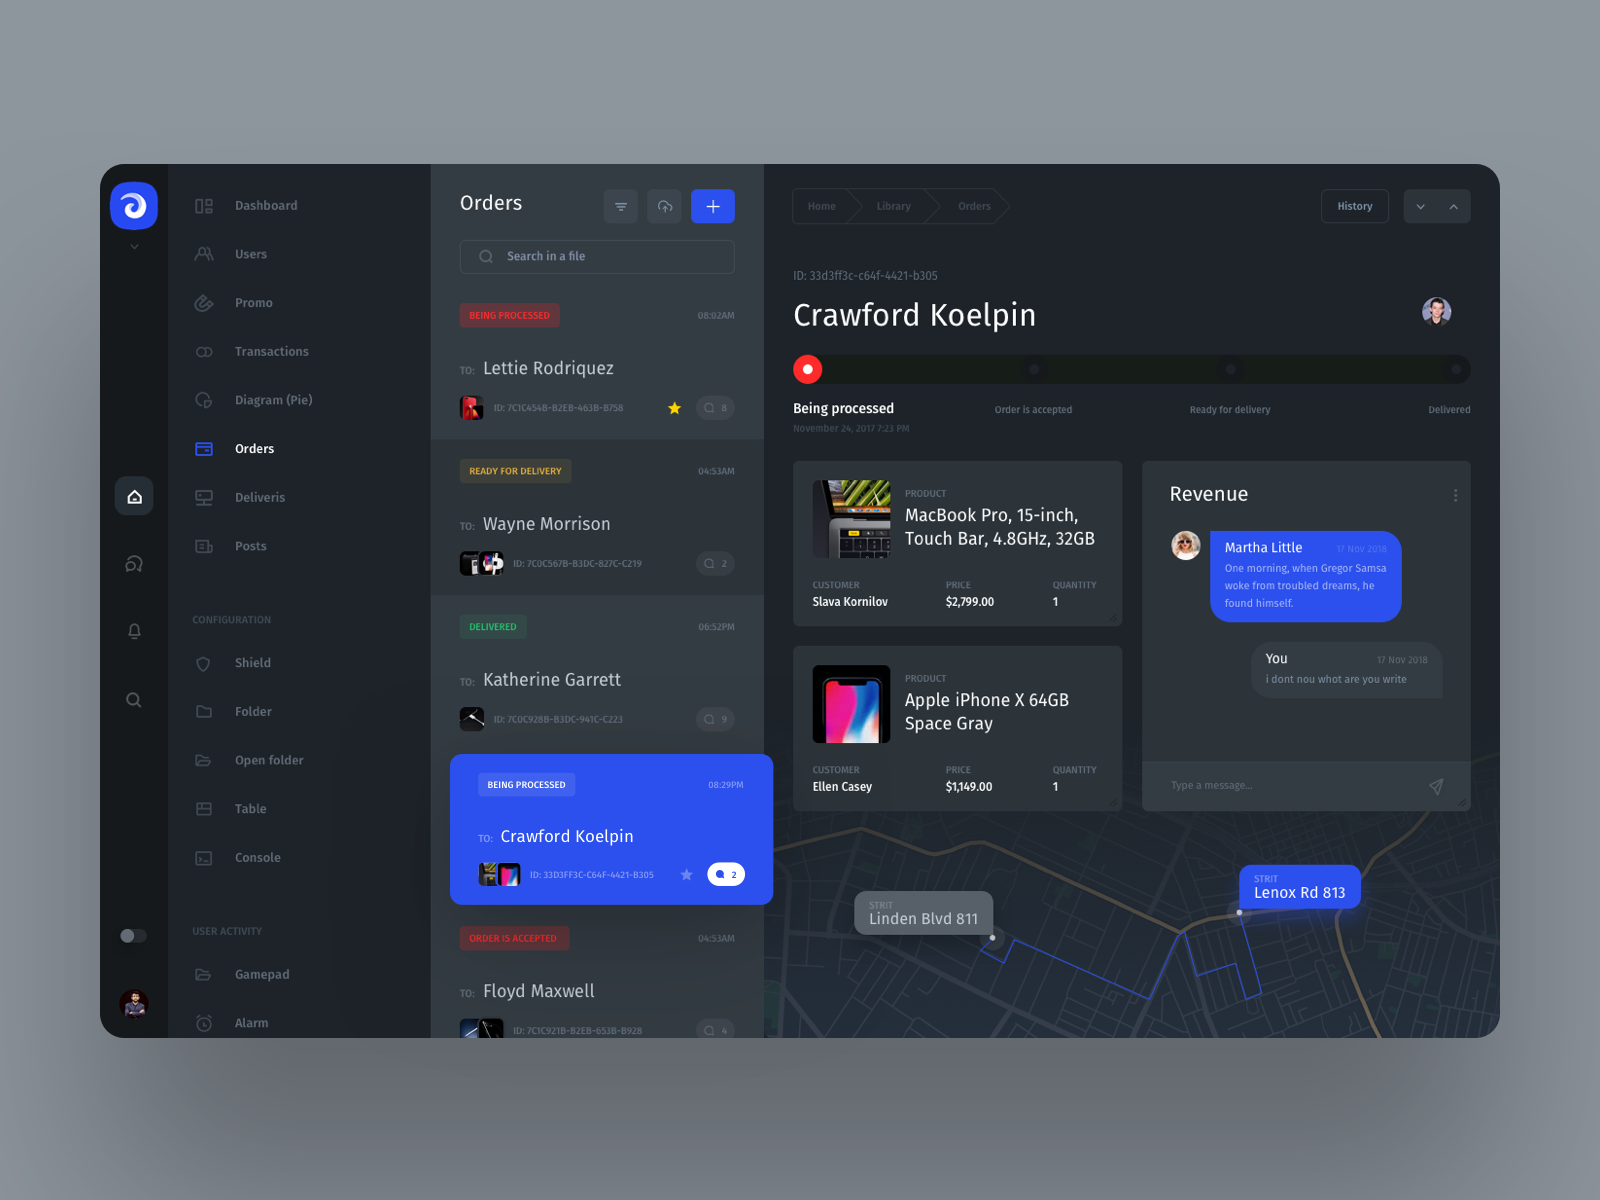 Dashboard
Users
Promo
Transactions
Diagram (Pie)
Orders
Deliveris
Posts
CONFIGURATION
Shield
Folder
Open folder
Table
Console
USER ACTIVITY
Gamepad
Alarm
Orders
Search in a file
BEING PROCESSED 08:02AM
TO: Lettie Rodriquez
ID: 7C1C454B-B2EB-463B-B758 8
READY FOR DELIVERY 04:53AM
TO: Wayne Morrison
ID: 7C0C567B-B3DC-827C-C219 2
DELIVERED 06:52PM
TO: Katherine Garrett
ID: 7C0C928B-B3DC-941C-C223 9
BEING PROCESSED 08:29PM
TO: Crawford Koelpin
ID: 33D3FF3C-C64F-4421-B305 2
ORDER IS ACCEPTED 04:53AM
TO: Floyd Maxwell
ID: 7C1C921B-B2EB-653B-B928 4
Home Library Orders
History
ID: 33d3ff3c-c64f-4421-b305
Crawford Koelpin
Being processed Order is accepted Ready for delivery Delivered
November 24, 2017 7:23 PM
PRODUCT
MacBook Pro, 15-inch,
Touch Bar, 4.8GHz, 32GB
CUSTOMER PRICE QUANTITY
Slava Kornilov $2,799.00 1
PRODUCT
Apple iPhone X 64GB
Space Gray
CUSTOMER PRICE QUANTITY
Ellen Casey $1,149.00 1
Revenue
Martha Little 17 Nov 2018
One morning, when Gregor Samsa
woke from troubled dreams, he
found himself.
You 17 Nov 2018
i dont nou whot are you write
Type a message...
STRIT
Linden Blvd 811
STRIT
Lenox Rd 813